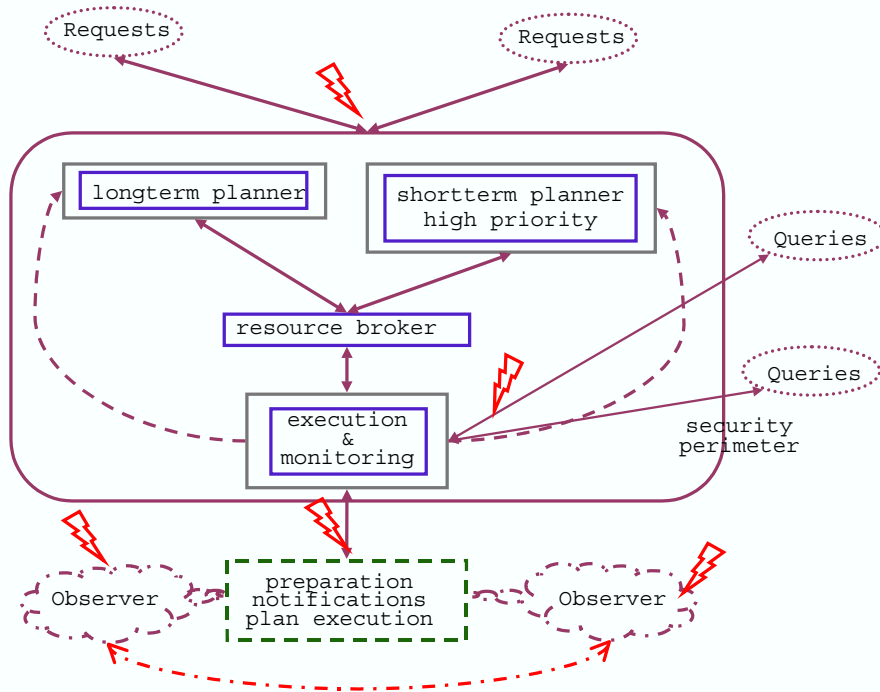 Requests
Requests
longterm planner
shortterm planner
high priority
Queries
resource broker
Queries
execution
&
monitoring
security
perimeter
preparation
notifications
plan execution
Observer
Observer